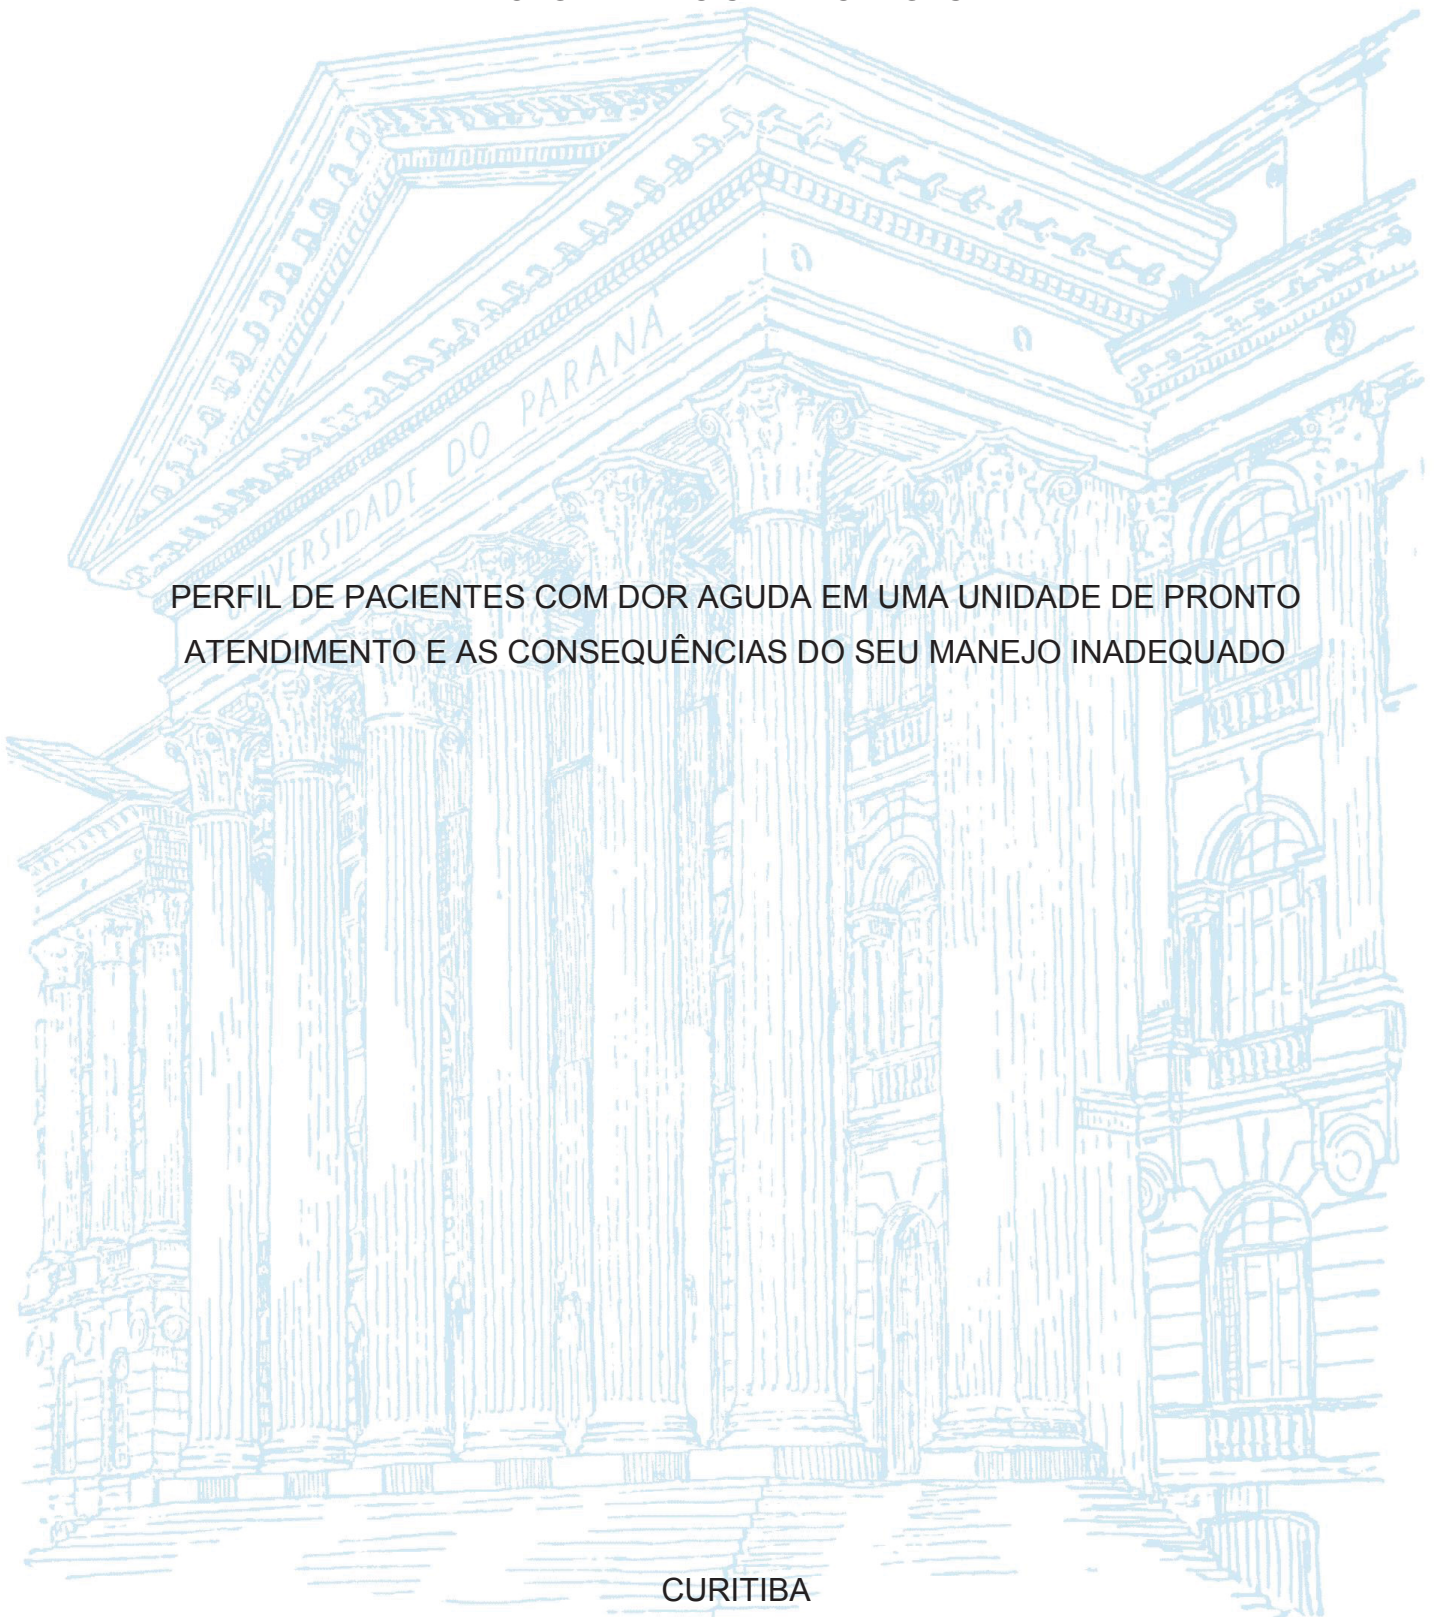 UNIVERSIDADE DO PARANÁ
PERFIL DE PACIENTES COM DOR AGUDA EM UMA UNIDADE DE PRONTO
ATENDIMENTO E AS CONSEQUÊNCIAS DO SEU MANEJO INADEQUADO
CURITIBA